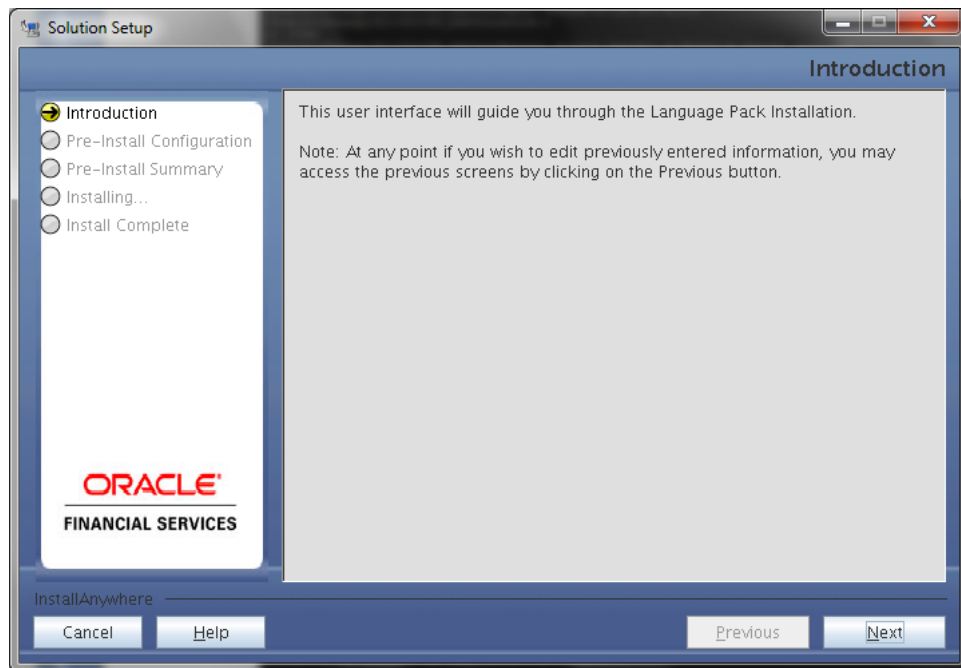 Solution Setup
Introduction
Introduction
Pre-Install Configuration
Pre-Install Summary
Installing...
Install Complete
ORACLE
FINANCIAL SERVICES
This user interface will guide you through the Language Pack Installation.
Note: At any point if you wish to edit previously entered information, you may
access the previous screens by clicking on the Previous button.
InstallAnywhere
Cancel
Help
Previous
Next